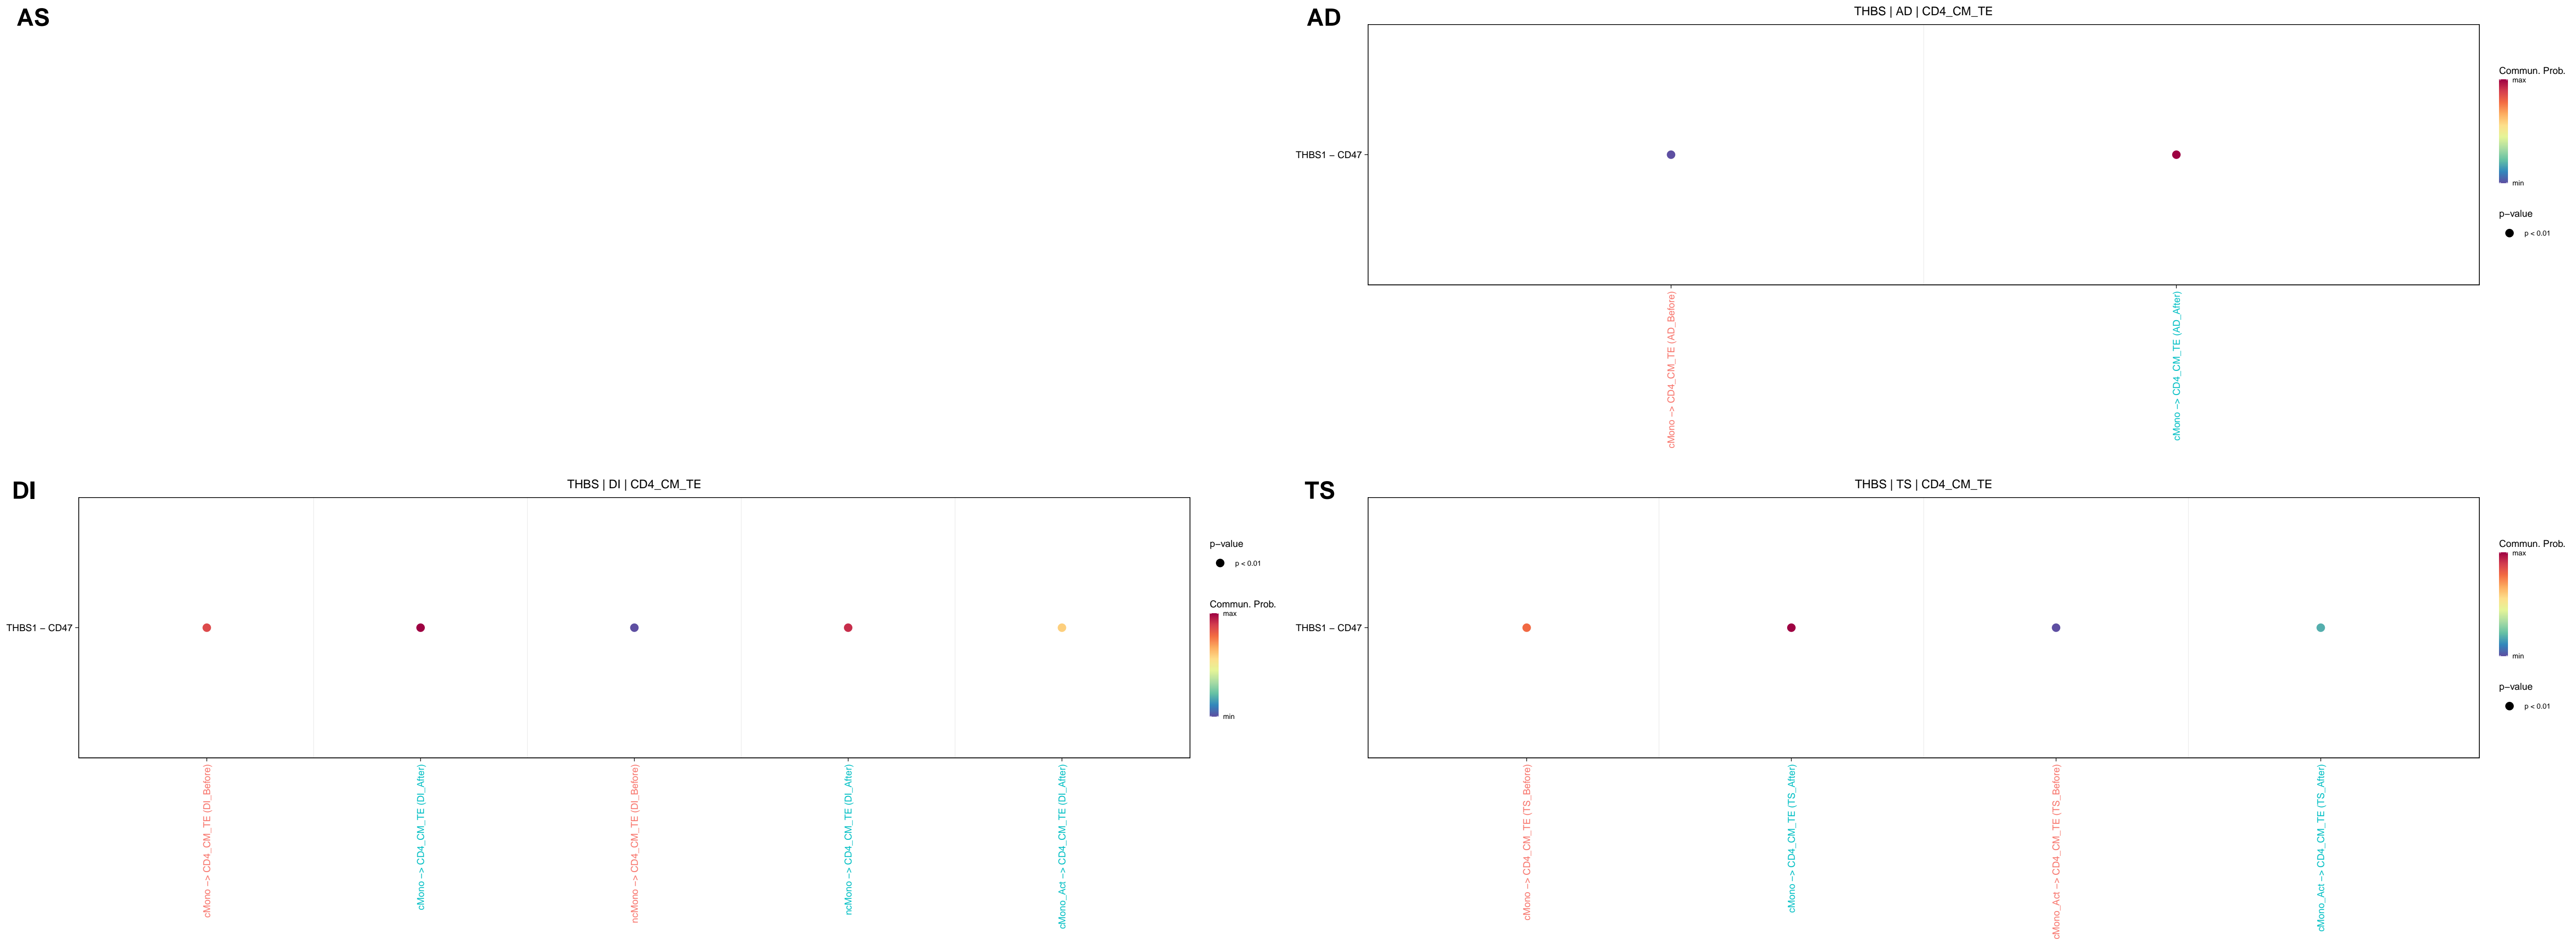 AS
AD
THBS | AD | CD4_CM_TE
THBS1 − CD47
cMono −> CD4_CM_TE (AD_Before)
cMono −> CD4_CM_TE (AD_After)
Commun. Prob.
max
min
p−value
p < 0.01
DI
THBS | DI | CD4_CM_TE
THBS1 − CD47
cMono −> CD4_CM_TE (DI_Before)
cMono −> CD4_CM_TE (DI_After)
ncMono −> CD4_CM_TE (DI_Before)
ncMono −> CD4_CM_TE (DI_After)
cMono_Act −> CD4_CM_TE (DI_After)
p−value
p < 0.01
Commun. Prob.
max
min
TS
THBS | TS | CD4_CM_TE
THBS1 − CD47
cMono −> CD4_CM_TE (TS_Before)
cMono −> CD4_CM_TE (TS_After)
cMono_Act −> CD4_CM_TE (TS_Before)
cMono_Act −> CD4_CM_TE (TS_After)
Commun. Prob.
max
min
p−value
p < 0.01